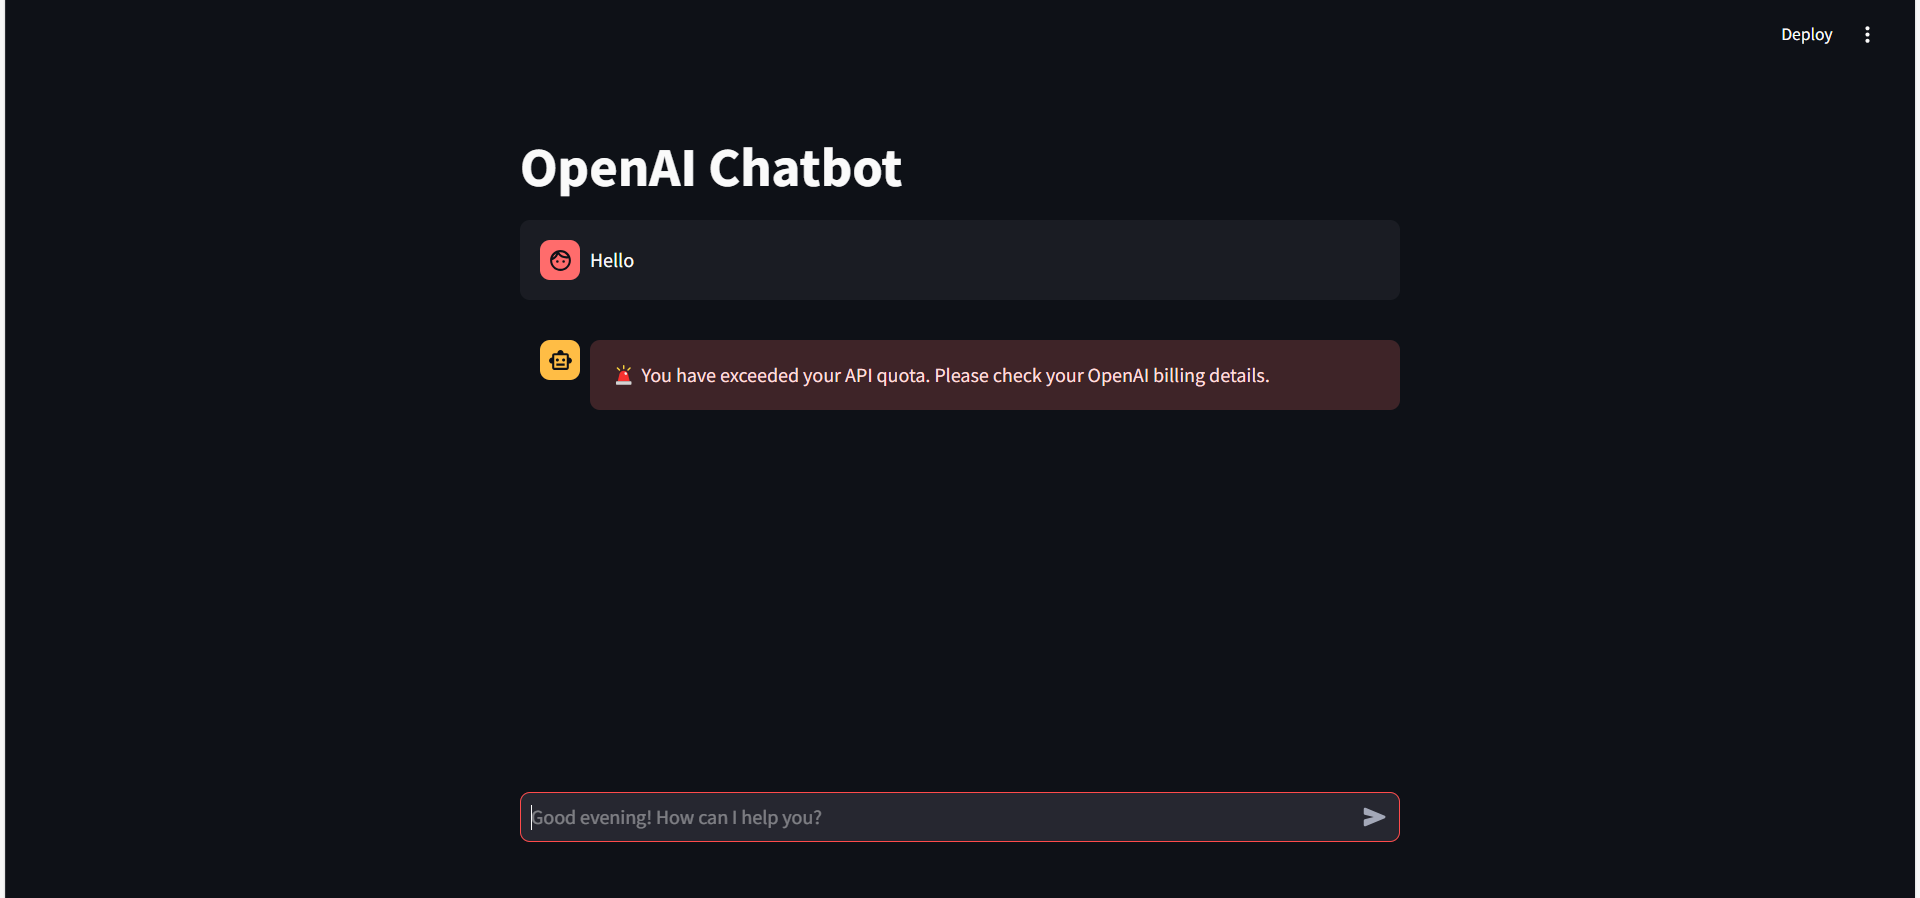 Deploy
OpenAI Chatbot
Hello
🚨 You have exceeded your API quota. Please check your OpenAI billing details.
Good evening! How can I help you?